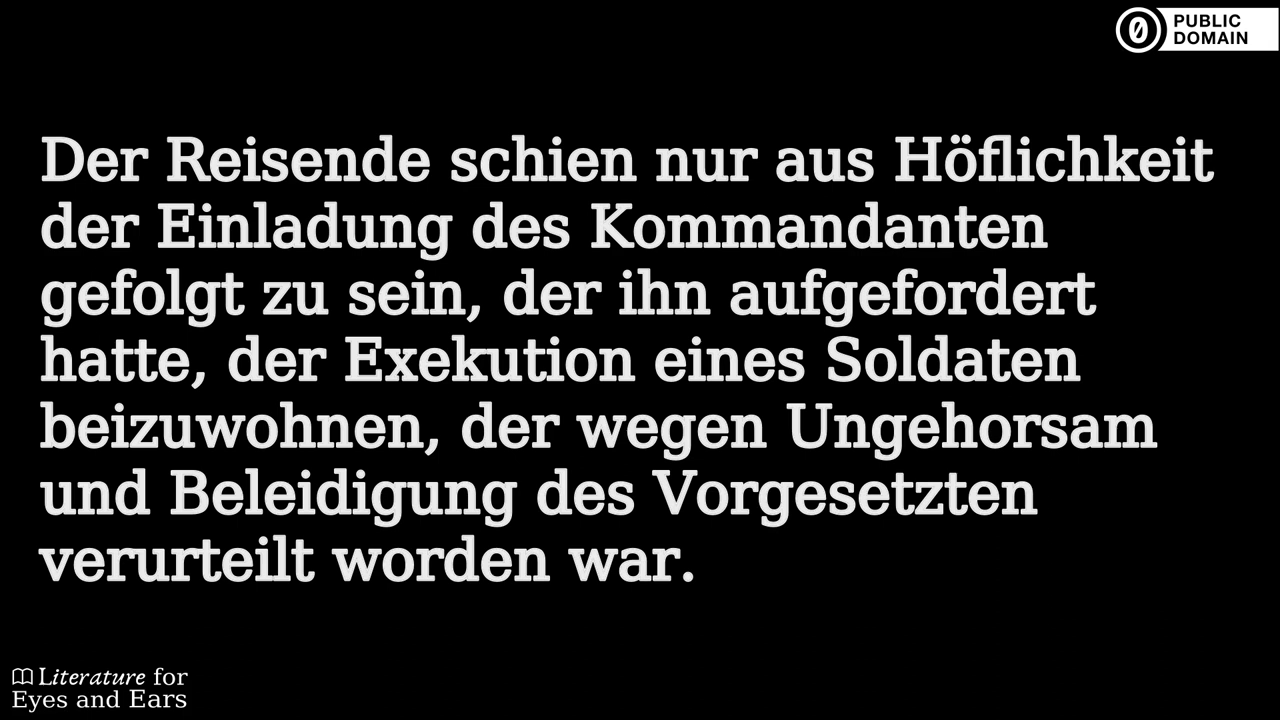 PUBLIC
DOMAIN
Der Reisende schien nur aus Höflichkeit
der Einladung des Kommandanten
gefolgt zu sein, der ihn aufgefordert
hatte, der Exekution eines Soldaten
beizuwohnen, der wegen Ungehorsam
und Beleidigung des Vorgesetzten
verurteilt worden war.
Literature for
Eyes and Ears